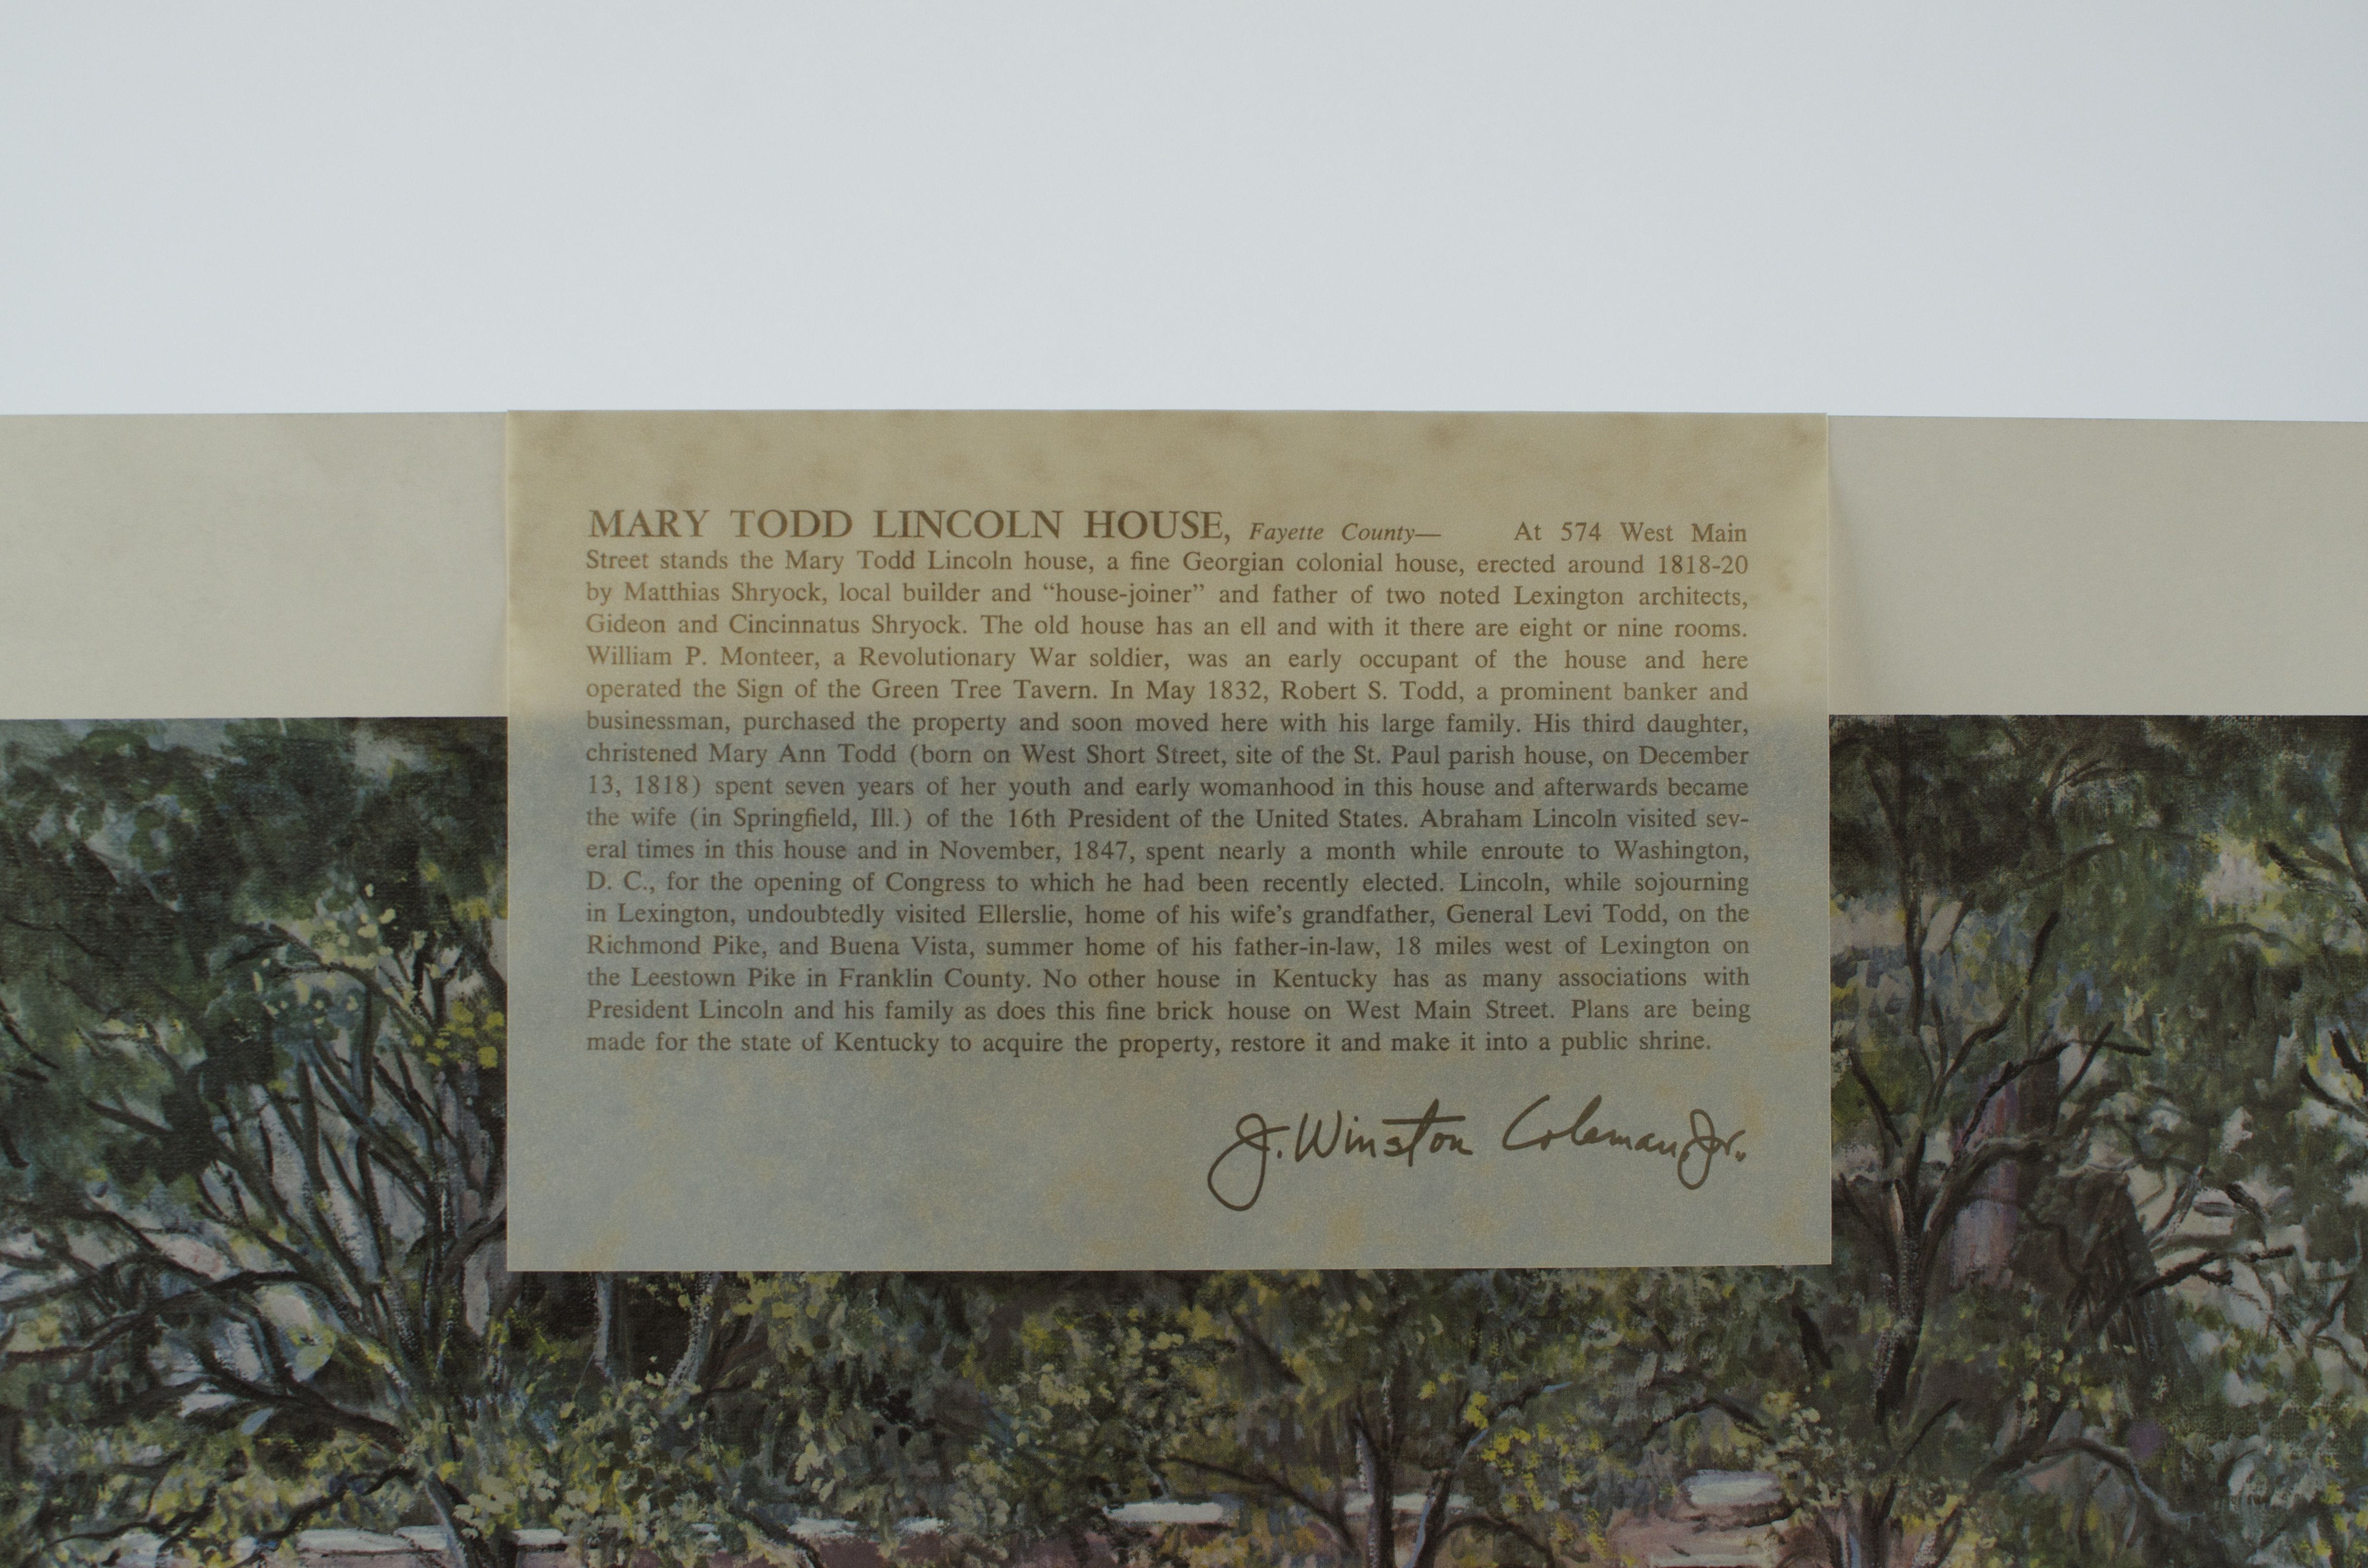 MARY TODD LINCOLN HOUSE, Fayette County— At 574 West Main
Street stands the Mary Todd Lincoln house, a fine Georgian colonial house, erected around 1818-20
by Matthias Shryock, local builder and “house-joiner” and father of two noted Lexington architects,
Gideon and Cincinnatus Shryock. The old house has an ell and with it there are eight or nine rooms.
William P. Monteer, a Revolutionary War soldier, was an early occupant of the house and here
operated the Sign of the Green Tree Tavern. In May 1832, Robert S. Todd, a prominent banker and
businessman, purchased the property and soon moved here with his large family. His third daughter,
christened Mary Ann Todd (born on West Short Street, site of the St. Paul parish house, on December
13, 1818) spent seven years of her youth and early womanhood in this house and afterwards became
the wife (in Springfield, Ill.) of the 16th President of the United States. Abraham Lincoln visited sev-
eral times in this house and in November, 1847, spent nearly a month while enroute to Washington,
D. C., for the opening of Congress to which he had been recently elected. Lincoln, while sojourning
in Lexington, undoubtedly visited Ellerslie, home of his wife’s grandfather, General Levi Todd, on the
Richmond Pike, and Buena Vista, summer home of his father-in-law, 18 miles west of Lexington on
the Leestown Pike in Franklin County. No other house in Kentucky has as many associations with
President Lincoln and his family as does this fine brick house on West Main Street. Plans are being
made for the state of Kentucky to acquire the property, restore it and make it into a public shrine.
J. Winston Coleman, Jr.